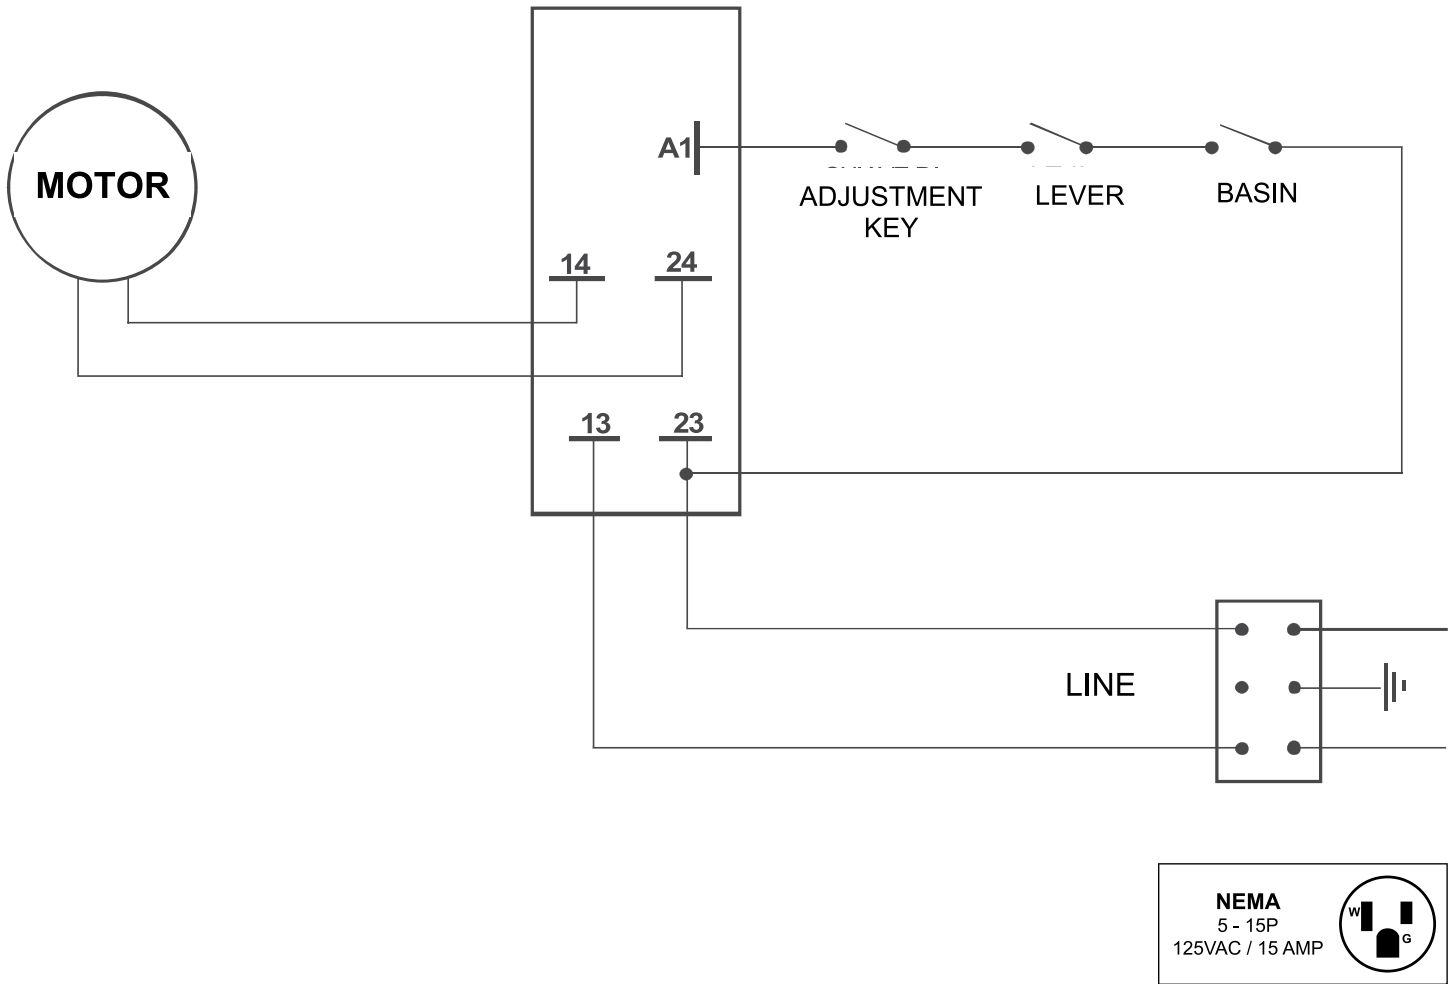 MOTOR
A1
ADJUSTMENT
KEY
LEVER
BASIN
14
24
13
23
LINE
NEMA
5 - 15P
125VAC / 15 AMP
W
G